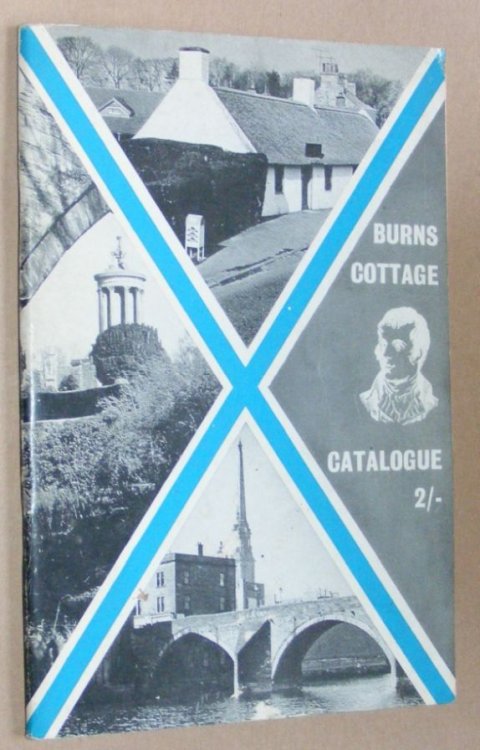 BURNS
COTTAGE
CATALOGUE
2/-